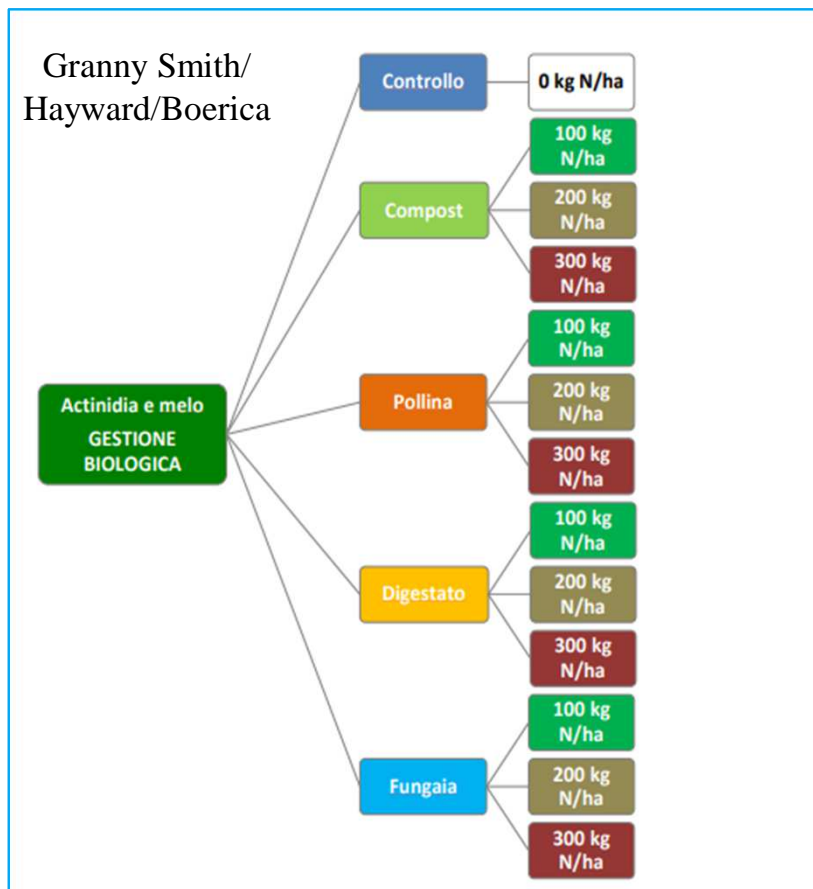 Granny Smith/
Hayward/Boerica
Controllo
0 kg N/ha
Compost
100 kg
N/ha
200 kg
N/ha
300 kg
N/ha
Actinidia e melo
GESTIONE
BIOLOGICA
Pollina
100 kg
N/ha
200 kg
N/ha
300 kg
N/ha
Digestato
100 kg
N/ha
200 kg
N/ha
300 kg
N/ha
Fungaia
100 kg
N/ha
200 kg
N/ha
300 kg
N/ha